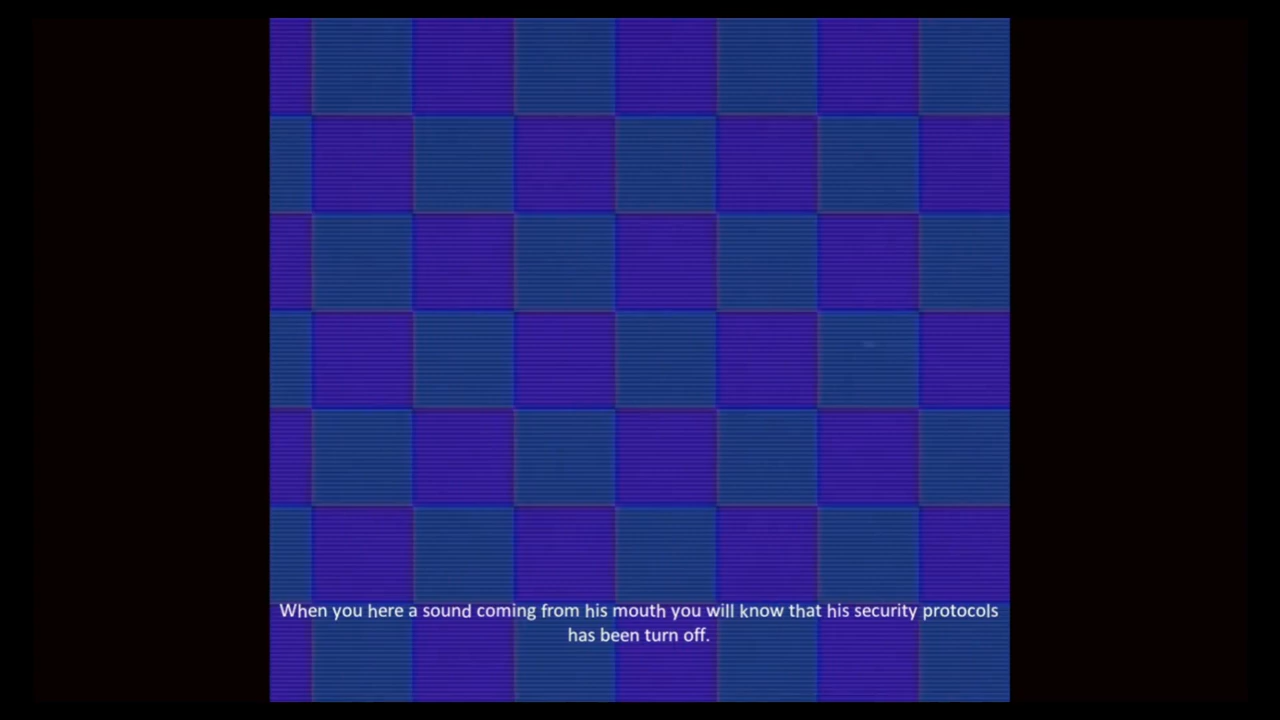 When you here a sound coming from his mouth you will know that his security protocols
has been turn off.